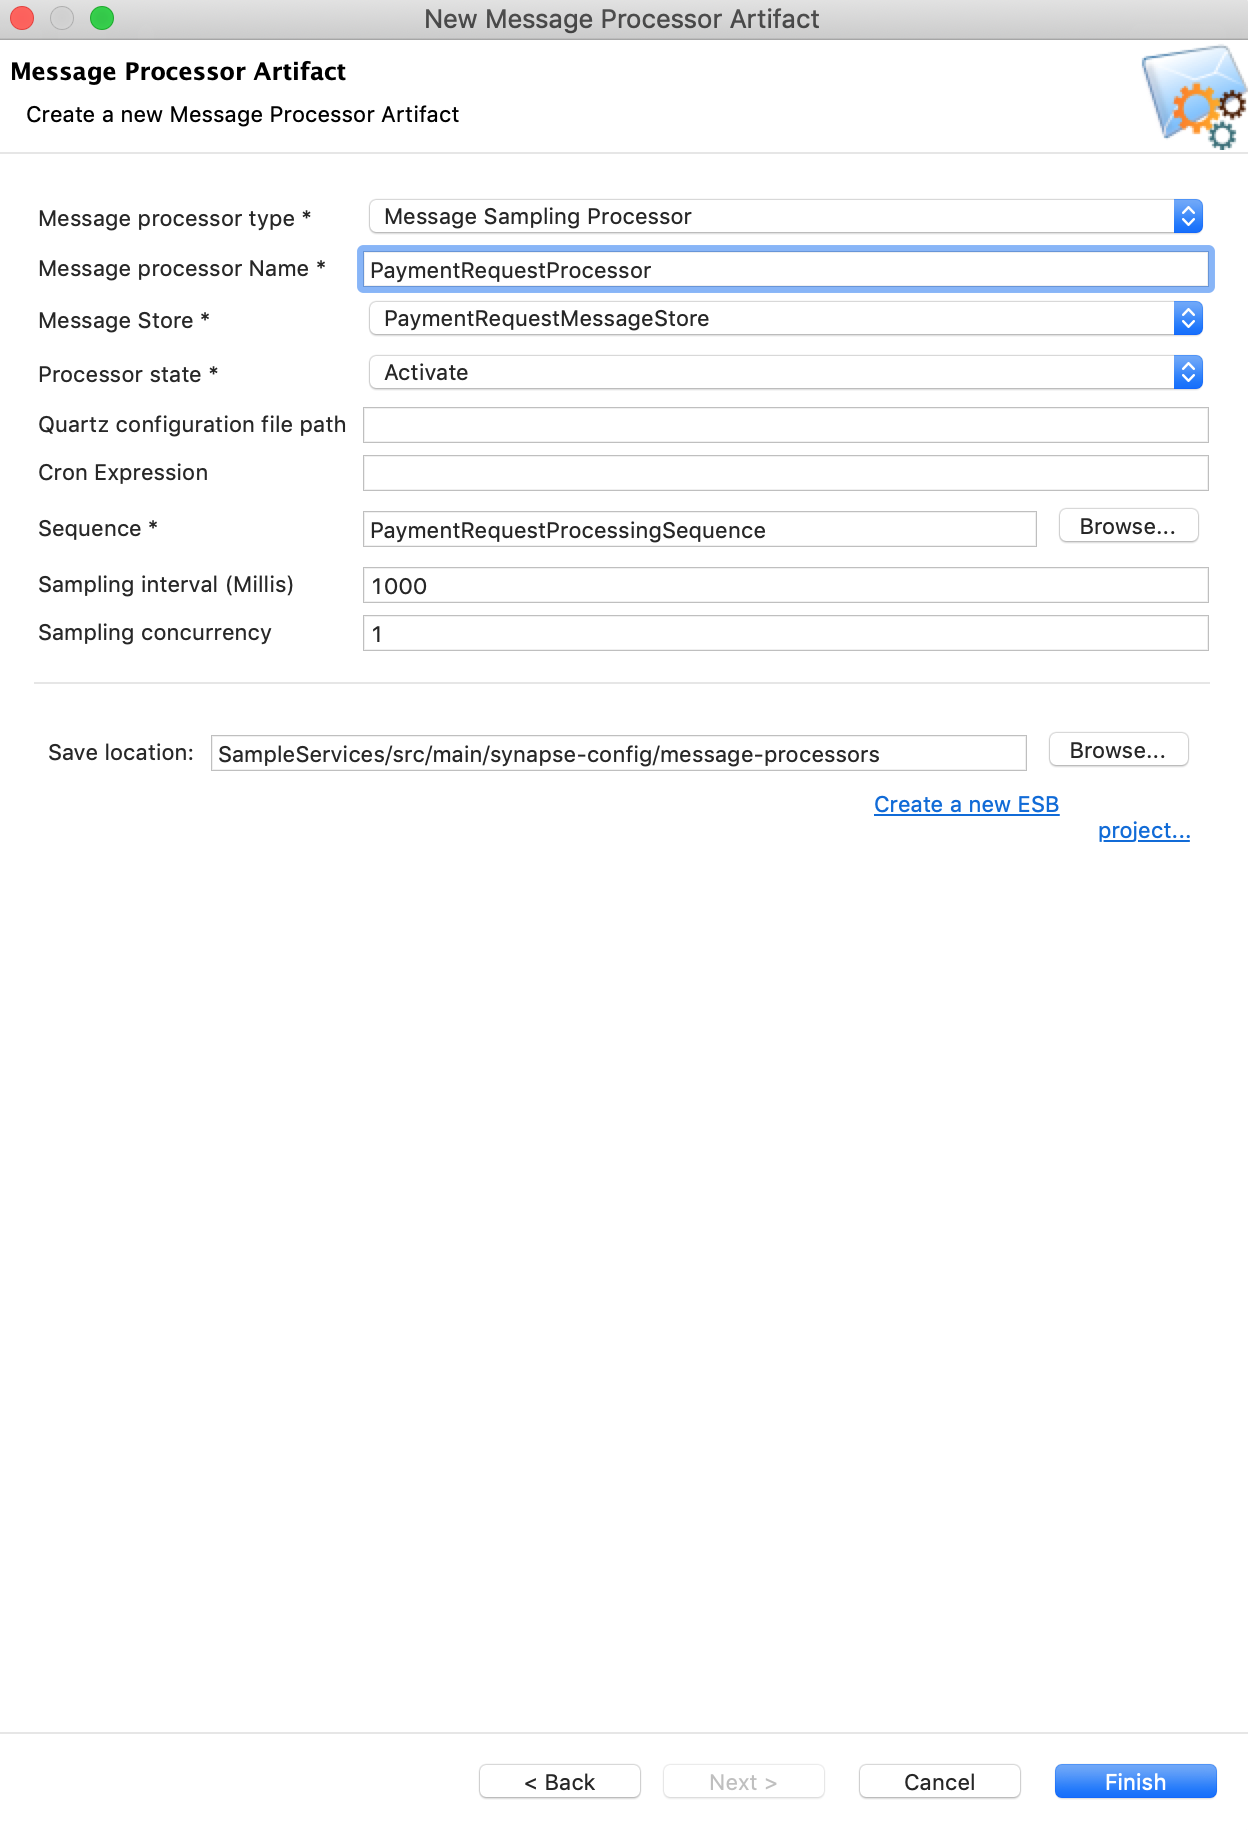 New Message Processor Artifact
Message Processor Artifact
Create a new Message Processor Artifact
Message processor type * Message Sampling Processor
Message processor Name * PaymentRequestProcessor
Message Store * PaymentRequestMessageStore
Processor state * Activate
Quartz configuration file path
Cron Expression
Sequence * PaymentRequestProcessingSequence Browse...
Sampling interval (Millis) 1000
Sampling concurrency 1
Save location: SampleServices/src/main/synapse-config/message-processors Browse...
Create a new ESB
project...
< Back Next > Cancel Finish